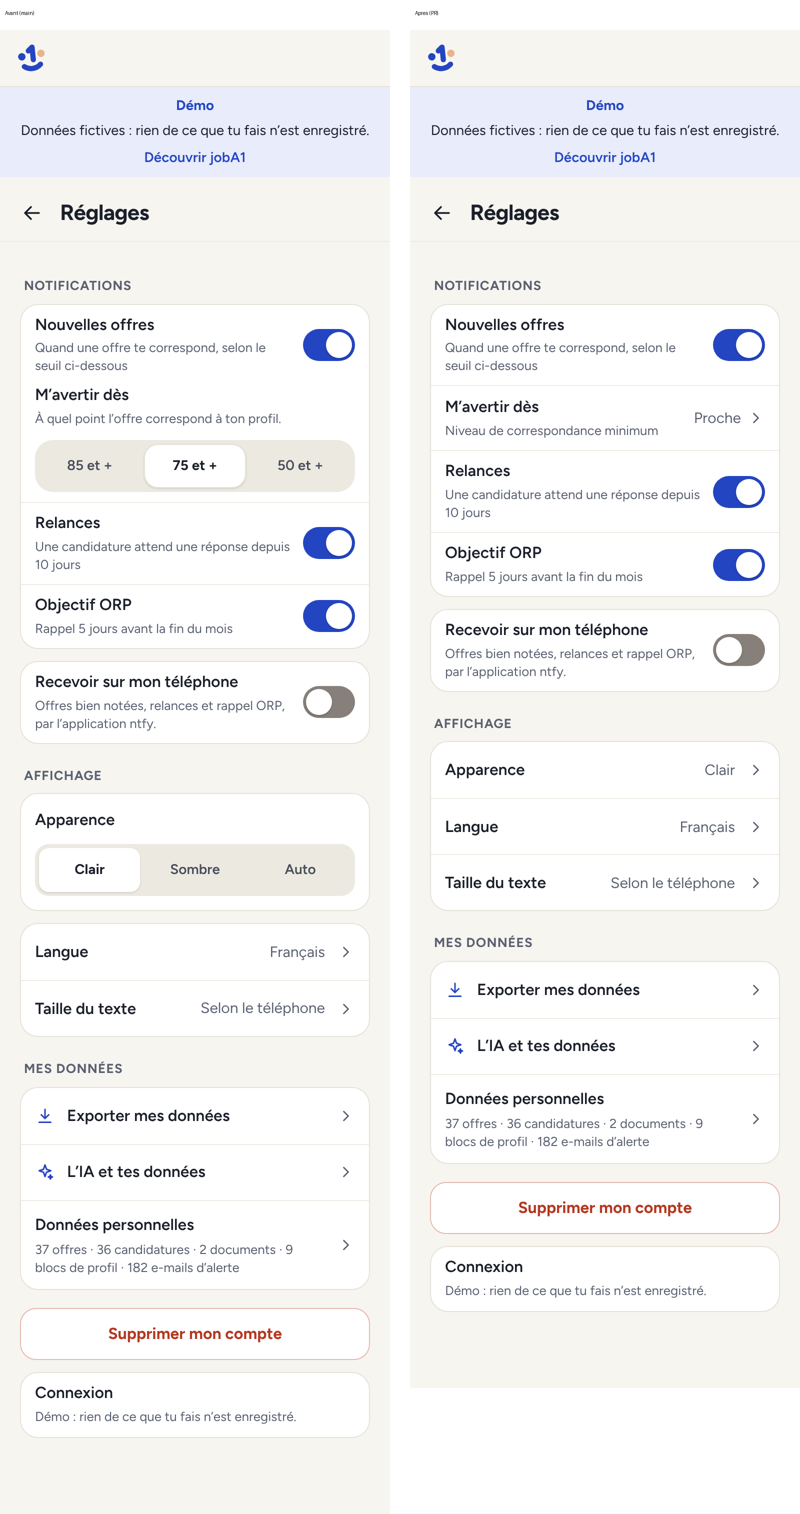 Avant (main)
Démo
Données fictives : rien de ce que tu fais n’est enregistré.
Découvrir jobA1
Réglages
NOTIFICATIONS
Nouvelles offres
Quand une offre te correspond, selon le
seuil ci-dessous
M’avertir dès
À quel point l’offre correspond à ton profil.
85 et +
75 et +
50 et +
Relances
Une candidature attend une réponse depuis
10 jours
Objectif ORP
Rappel 5 jours avant la fin du mois
Recevoir sur mon téléphone
Offres bien notées, relances et rappel ORP,
par l’application ntfy.
AFFICHAGE
Apparence
Clair
Sombre
Auto
Langue
Français
Taille du texte
Selon le téléphone
MES DONNÉES
Exporter mes données
L’IA et tes données
Données personnelles
37 offres · 36 candidatures · 2 documents · 9
blocs de profil · 182 e-mails d’alerte
Supprimer mon compte
Connexion
Démo : rien de ce que tu fais n’est enregistré.
Apres (PR)
Démo
Données fictives : rien de ce que tu fais n’est enregistré.
Découvrir jobA1
Réglages
NOTIFICATIONS
Nouvelles offres
Quand une offre te correspond, selon le
seuil ci-dessous
M’avertir dès
Niveau de correspondance minimum
Proche
Relances
Une candidature attend une réponse depuis
10 jours
Objectif ORP
Rappel 5 jours avant la fin du mois
Recevoir sur mon téléphone
Offres bien notées, relances et rappel ORP,
par l’application ntfy.
AFFICHAGE
Apparence
Clair
Langue
Français
Taille du texte
Selon le téléphone
MES DONNÉES
Exporter mes données
L’IA et tes données
Données personnelles
37 offres · 36 candidatures · 2 documents · 9
blocs de profil · 182 e-mails d’alerte
Supprimer mon compte
Connexion
Démo : rien de ce que tu fais n’est enregistré.